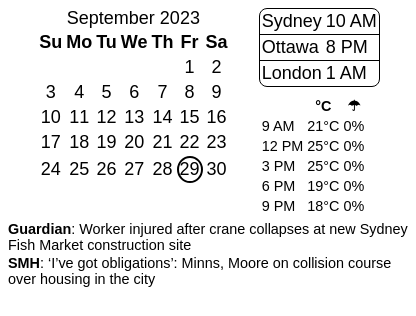 September 2023
Su Mo Tu We Th Fr Sa
1 2
3 4 5 6 7 8 9
10 11 12 13 14 15 16
17 18 19 20 21 22 23
24 25 26 27 28 29 30
Sydney 10 AM
Ottawa 8 PM
London 1 AM
°C ☂
9 AM 21°C 0%
12 PM 25°C 0%
3 PM 25°C 0%
6 PM 19°C 0%
9 PM 18°C 0%
Guardian: Worker injured after crane collapses at new Sydney
Fish Market construction site
SMH: ‘I’ve got obligations’: Minns, Moore on collision course
over housing in the city